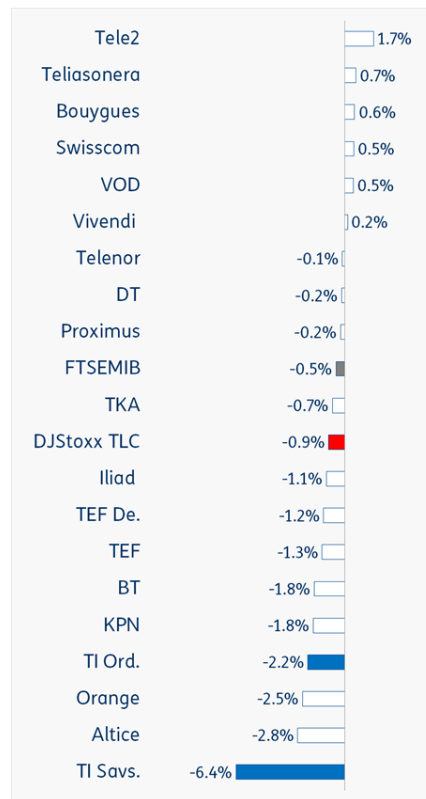 Tele2 1.7%
Teliasonera 0.7%
Bouygues 0.6%
Swisscom 0.5%
VOD 0.5%
Vivendi 0.2%
Telenor -0.1%
DT -0.2%
Proximus -0.2%
FTSEMIB -0.5%
TKA -0.7%
DJStoxx TLC -0.9%
Iliad -1.1%
TEF De. -1.2%
TEF -1.3%
BT -1.8%
KPN -1.8%
TI Ord. -2.2%
Orange -2.5%
Altice -2.8%
TI Savs. -6.4%